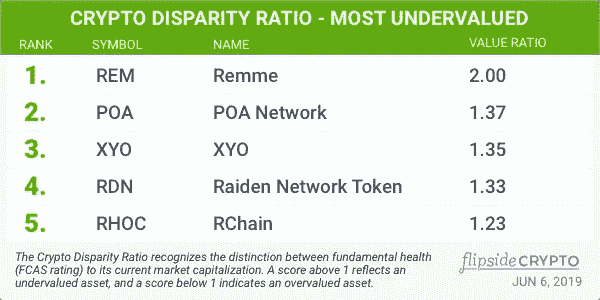 CRYPTO DISPARITY RATIO - MOST UNDERVALUED
RANK SYMBOL NAME VALUE RATIO
1. REM Remme 2.00
2. POA POA Network 1.37
3. XYO XYO 1.35
4. RDN Raiden Network Token 1.33
5. RHOC RChain 1.23
The Crypto Disparity Ratio recognizes the distinction between fundamental health
(FCAS rating) to its current market capitalization. A score above 1 reflects an
undervalued asset, and a score below 1 indicates an overvalued asset.
flipside CRYPTO
JUN 6, 2019